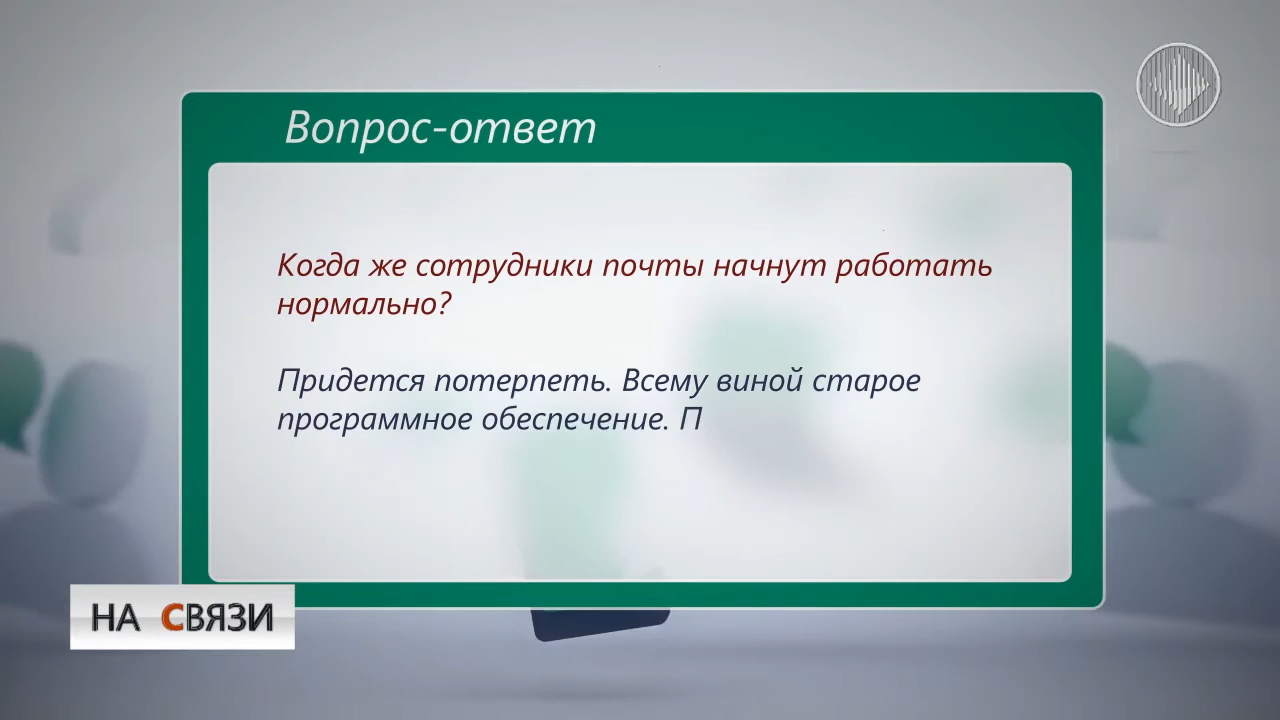 Вопрос-ответ
Когда же сотрудники почты начнут работать
нормально?
Придется потерпеть. Всему виной старое
программное обеспечение. П
НА СВЯЗИ